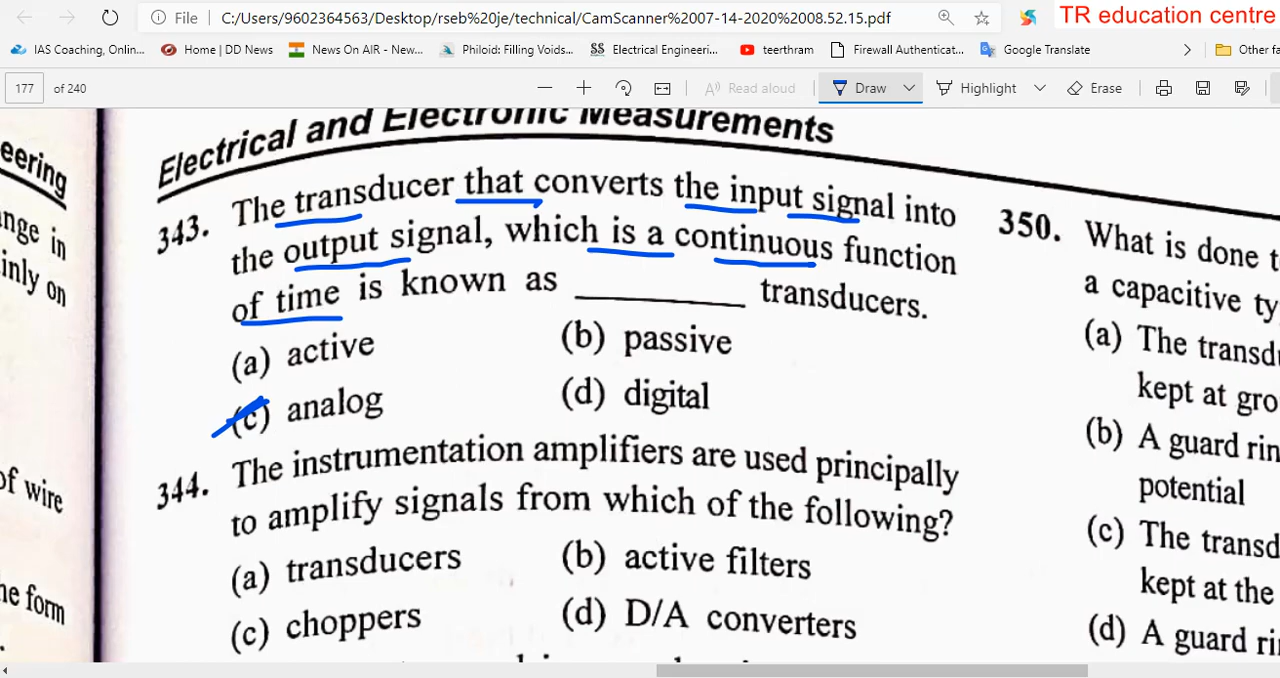 File C:/Users/9602364563/Desktop/rseb%20je/technical/CamScanner%2007-14-2020%2008.52.15.pdf TR education centre
IAS Coaching, Onlin... Home | DD News News On AIR - New... Philoid: Filling Voids... Electrical Engineeri... teerthram Firewall Authenticat... Google Translate Other fa
177 of 240 Read aloud Draw Highlight Erase
Electrical and Electronic Measurements
eering
nge in
inly on
of wire
he form
343. The transducer that converts the input signal into
the output signal, which is a continuous function
of time is known as ________ transducers.
(a) active (b) passive
(c) analog (d) digital
344. The instrumentation amplifiers are used principally
to amplify signals from which of the following?
(a) transducers (b) active filters
(c) choppers (d) D/A converters
350. What is done t
a capacitive ty
(a) The transdu
kept at gro
(b) A guard rin
potential
(c) The transd
kept at the
(d) A guard ri